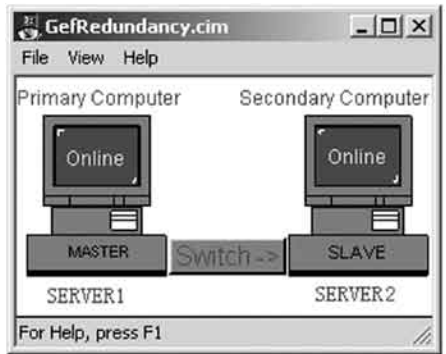 GefRedundancy.cim
File View Help
Primary Computer Secondary Computer
Online Online
MASTER Switch -> SLAVE
SERVER1 SERVER2
For Help, press F1